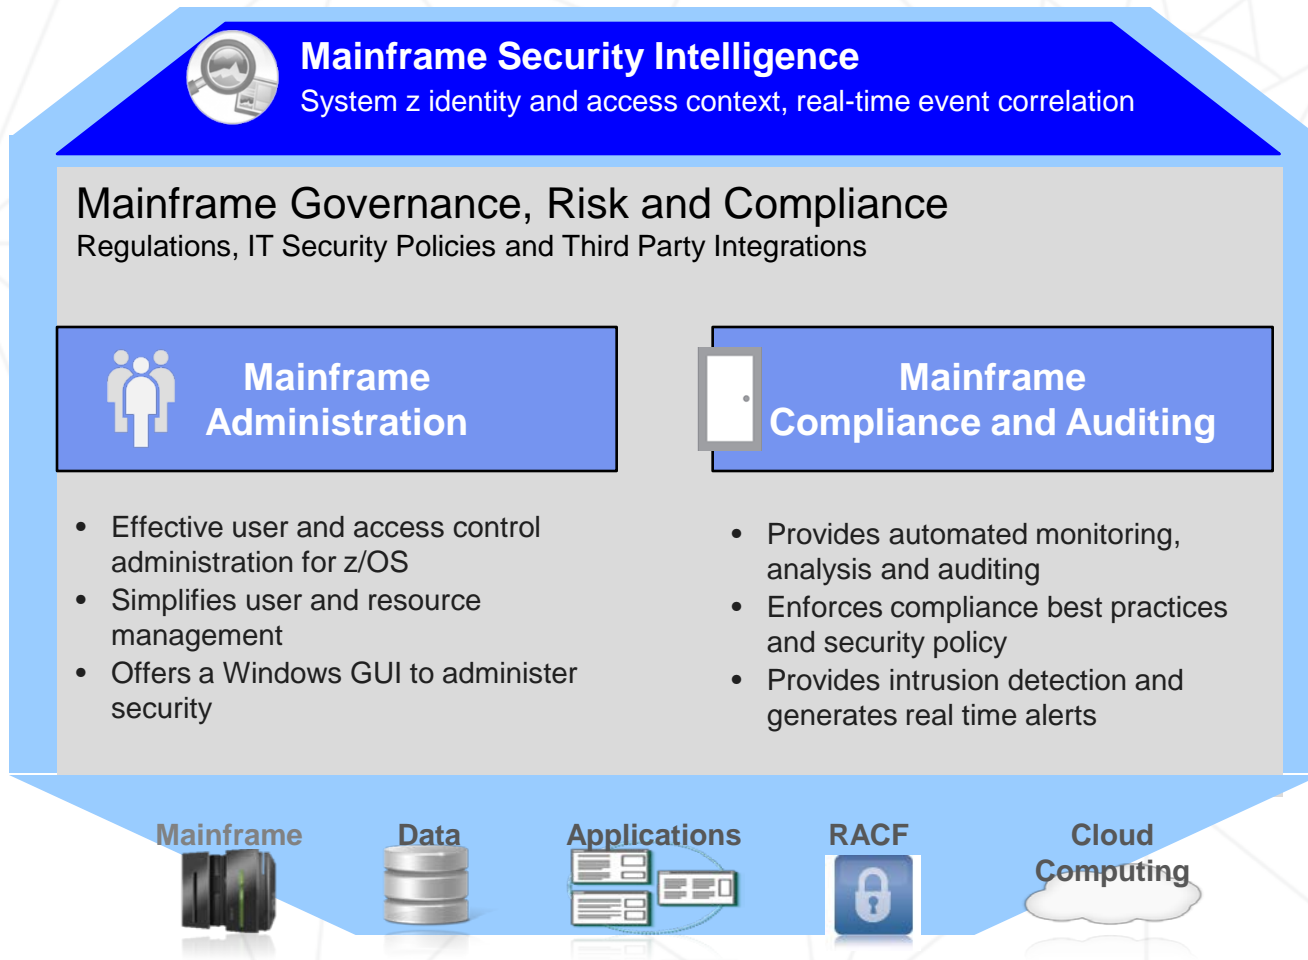 Mainframe Security Intelligence
System z identity and access context, real-time event correlation
Mainframe Governance, Risk and Compliance
Regulations, IT Security Policies and Third Party Integrations
Mainframe
Administration
• Effective user and access control
administration for z/OS
• Simplifies user and resource
management
• Offers a Windows GUI to administer
security
Mainframe
Compliance and Auditing
• Provides automated monitoring,
analysis and auditing
• Enforces compliance best practices
and security policy
• Provides intrusion detection and
generates real time alerts
Mainframe
Data
Applications
RACF
Cloud
Computing